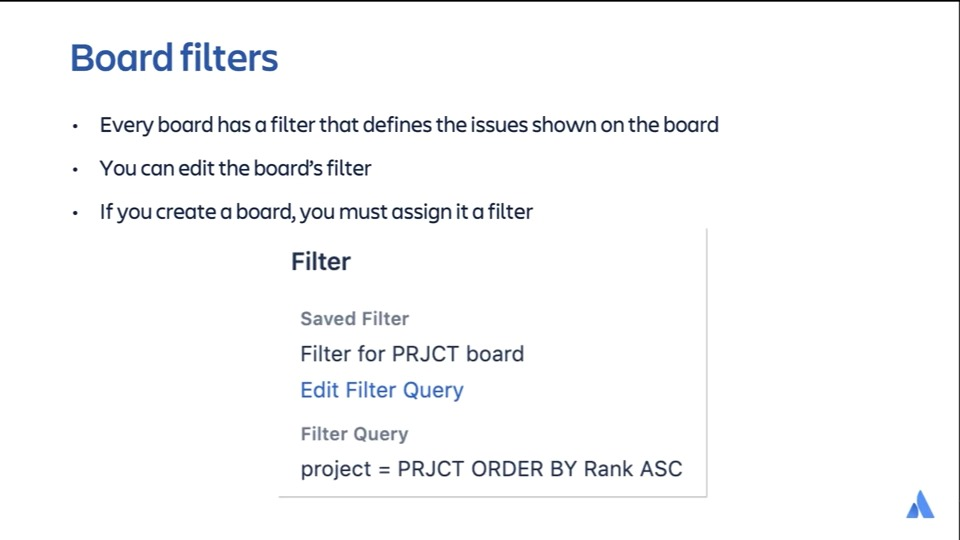 Board filters
• Every board has a filter that defines the issues shown on the board
• You can edit the board’s filter
• If you create a board, you must assign it a filter
Filter
Saved Filter
Filter for PRJCT board
Edit Filter Query
Filter Query
project = PRJCT ORDER BY Rank ASC